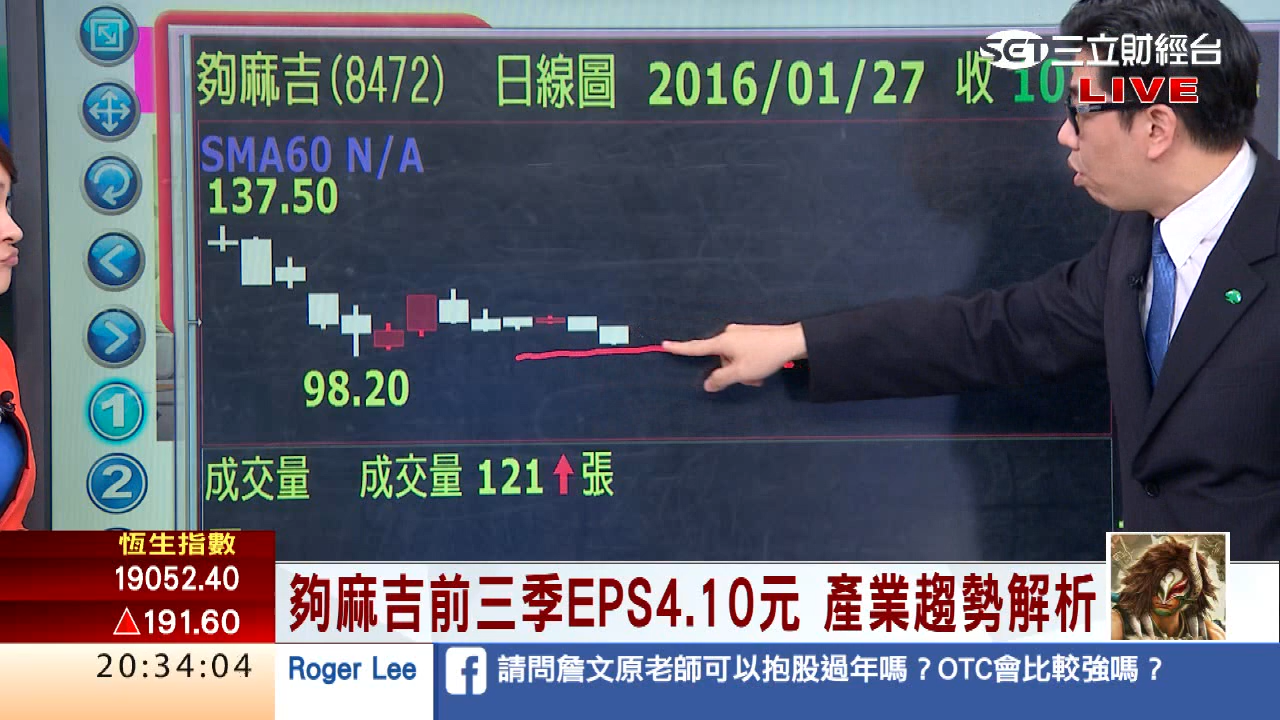 SET三立財經台
LIVE
夠麻吉(8472) 日線圖 2016/01/27 收 10
SMA60 N/A
137.50
98.20
成交量 成交量 121 張
1
2
恆生指數
19052.40
△191.60
夠麻吉前三季EPS4.10元 產業趨勢解析
20:34:04
Roger Lee
請問詹文原老師可以抱股過年嗎？OTC會比較強嗎？